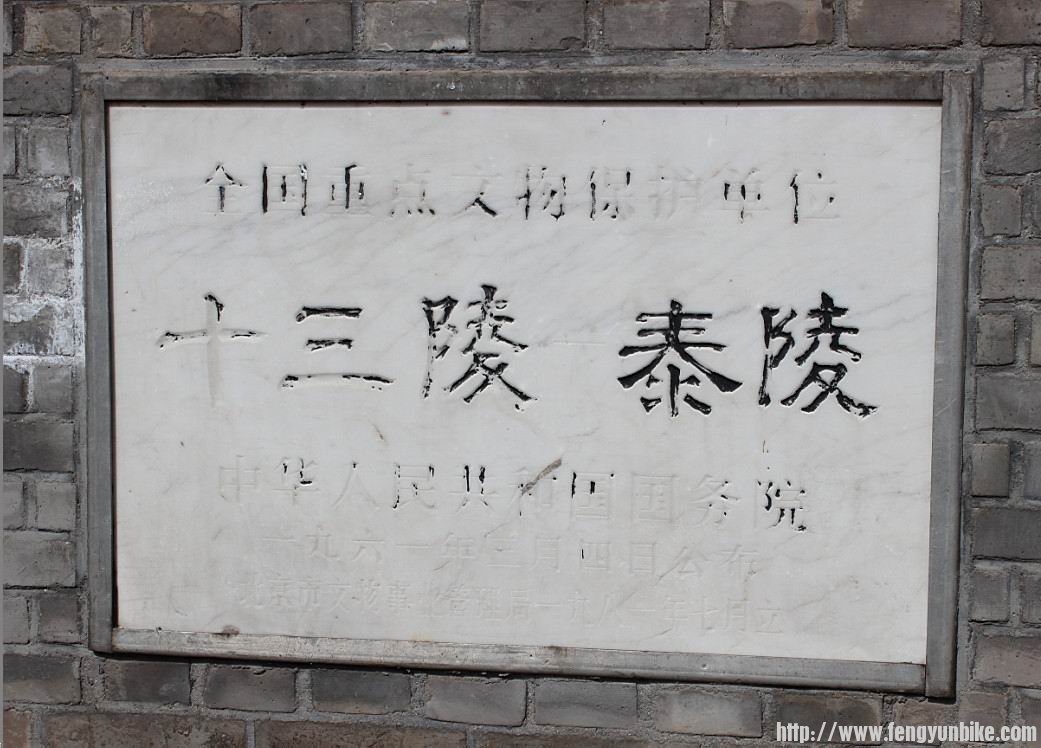 全国重点文物保护单位
十三陵－泰陵
中华人民共和国国务院
一九六一年三月四日公布
北京市文物事业管理局一九八一年七月立
http://www.fengyunbike.com